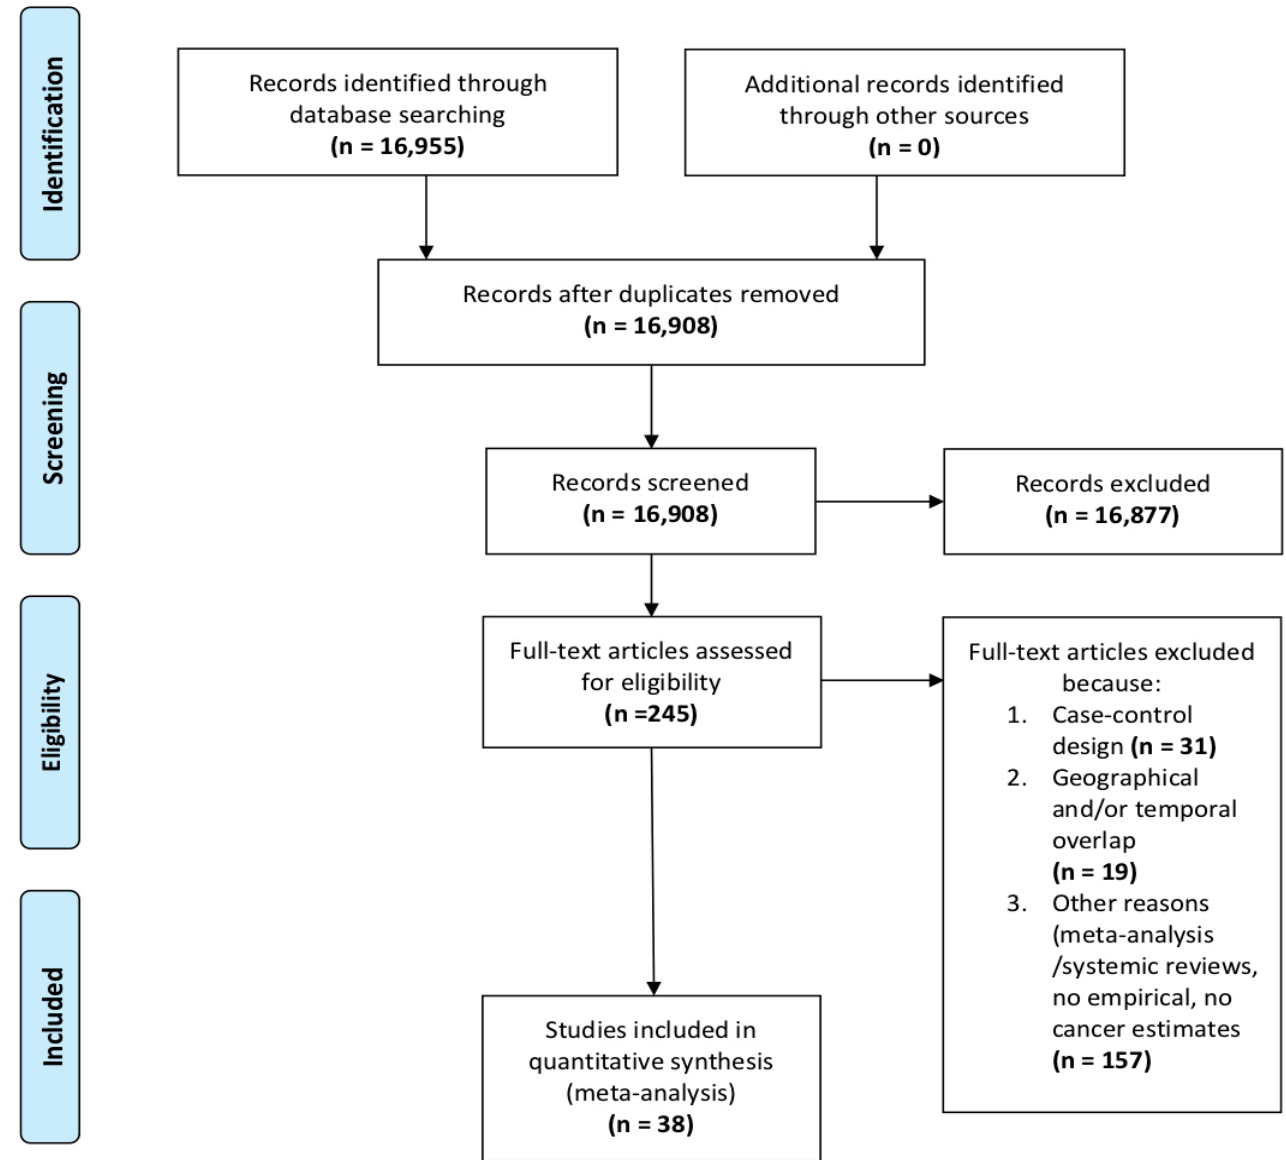 Identification
Records identified through
database searching
(n = 16,955)
Additional records identified
through other sources
(n = 0)
Records after duplicates removed
(n = 16,908)
Screening
Records screened
(n = 16,908)
Records excluded
(n = 16,877)
Eligibility
Full-text articles assessed
for eligibility
(n =245)
Full-text articles excluded
because:
1. Case-control
design (n = 31)
2. Geographical
and/or temporal
overlap
(n = 19)
3. Other reasons
(meta-analysis
/systemic reviews,
no empirical, no
cancer estimates
(n = 157)
Included
Studies included in
quantitative synthesis
(meta-analysis)
(n = 38)